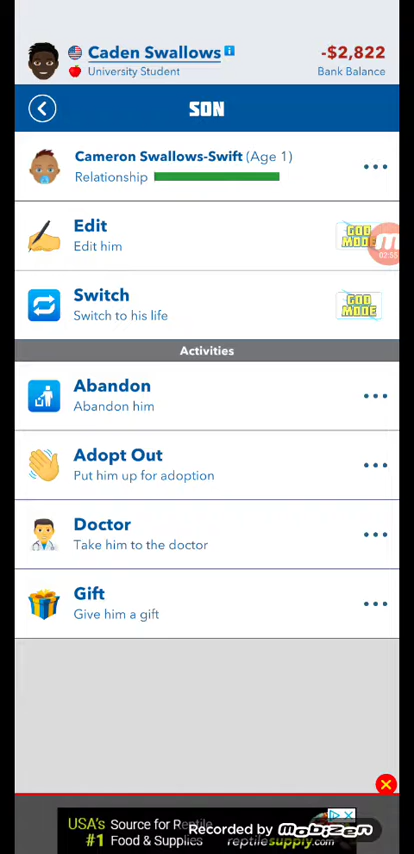 Caden Swallows i
-$2,822
University Student
Bank Balance
SON
Cameron Swallows-Swift (Age 1)
Relationship
Edit
Edit him
GOD
MODE
02:53
Switch
Switch to his life
GOD
MODE
Activities
Abandon
Abandon him
Adopt Out
Put him up for adoption
Doctor
Take him to the doctor
Gift
Give him a gift
USA's Source for Reptile
#1 Food & Supplies reptilesupply.com
Recorded by mobizen